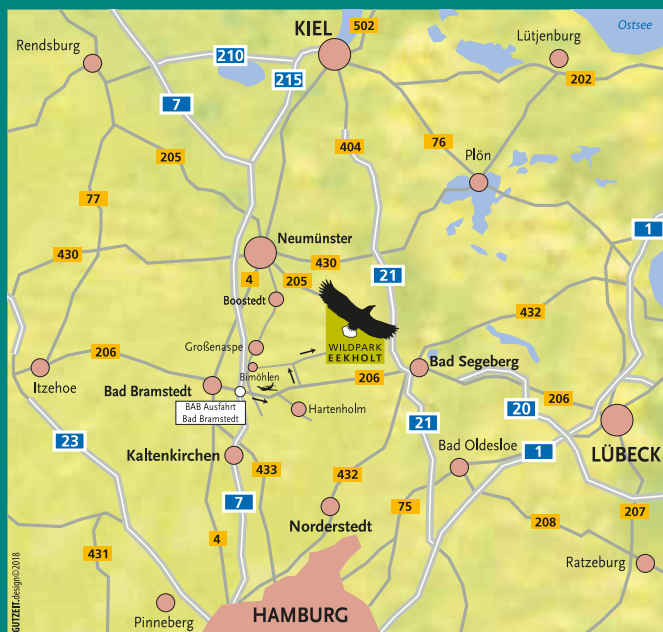 502
KIEL
Ostsee
Lütjenburg
Rendsburg
210
215
202
7
404
76
205
Plön
77
1
Neumünster
430
430
4
205
21
Boostedt
432
Großenaspe
WILDPARK
EEKHOLT
206
Bimöhlen
206
Bad Segeberg
Itzehoe
Bad Bramstedt
206
BAB Ausfahrt
Bad Bramstedt
Hartenholm
20
21
23
Bad Oldesloe
1
LÜBECK
Kaltenkirchen
433
432
7
75
Norderstedt
207
208
4
431
Ratzeburg
HAMBURG
Pinneberg
GUTZEIT.design©2018